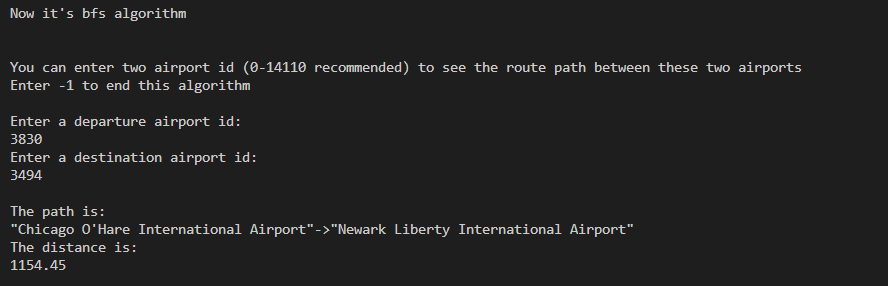 Now it's bfs algorithm
You can enter two airport id (0-14110 recommended) to see the route path between these two airports
Enter -1 to end this algorithm
Enter a departure airport id:
3830
Enter a destination airport id:
3494
The path is:
"Chicago O'Hare International Airport"->"Newark Liberty International Airport"
The distance is:
1154.45